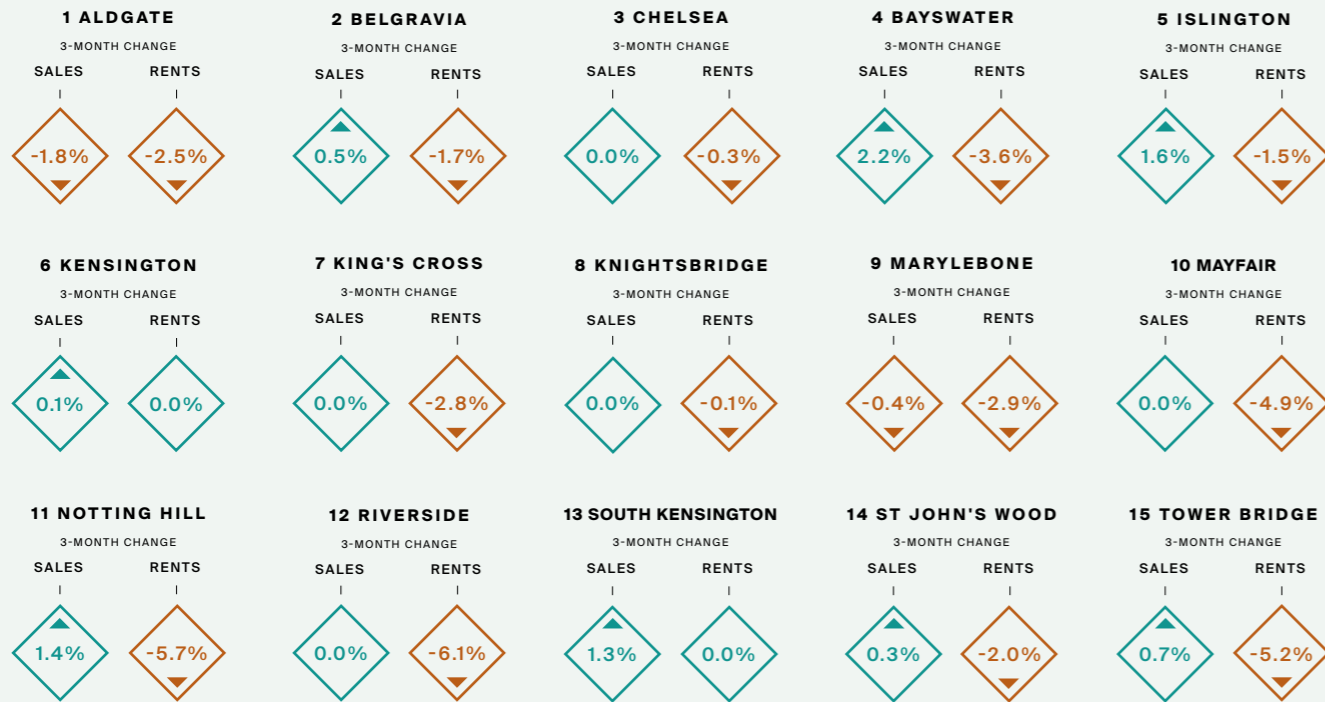 1 ALDGATE
3-MONTH CHANGE
SALES RENTS
-1.8% -2.5%
2 BELGRAVIA
3-MONTH CHANGE
SALES RENTS
0.5% -1.7%
3 CHELSEA
3-MONTH CHANGE
SALES RENTS
0.0% -0.3%
4 BAYSWATER
3-MONTH CHANGE
SALES RENTS
2.2% -3.6%
5 ISLINGTON
3-MONTH CHANGE
SALES RENTS
1.6% -1.5%
6 KENSINGTON
3-MONTH CHANGE
SALES RENTS
0.1% 0.0%
7 KING'S CROSS
3-MONTH CHANGE
SALES RENTS
0.0% -2.8%
8 KNIGHTSBRIDGE
3-MONTH CHANGE
SALES RENTS
0.0% -0.1%
9 MARYLEBONE
3-MONTH CHANGE
SALES RENTS
-0.4% -2.9%
10 MAYFAIR
3-MONTH CHANGE
SALES RENTS
0.0% -4.9%
11 NOTTING HILL
3-MONTH CHANGE
SALES RENTS
1.4% -5.7%
12 RIVERSIDE
3-MONTH CHANGE
SALES RENTS
0.0% -6.1%
13 SOUTH KENSINGTON
3-MONTH CHANGE
SALES RENTS
1.3% 0.0%
14 ST JOHN'S WOOD
3-MONTH CHANGE
SALES RENTS
0.3% -2.0%
15 TOWER BRIDGE
3-MONTH CHANGE
SALES RENTS
0.7% -5.2%